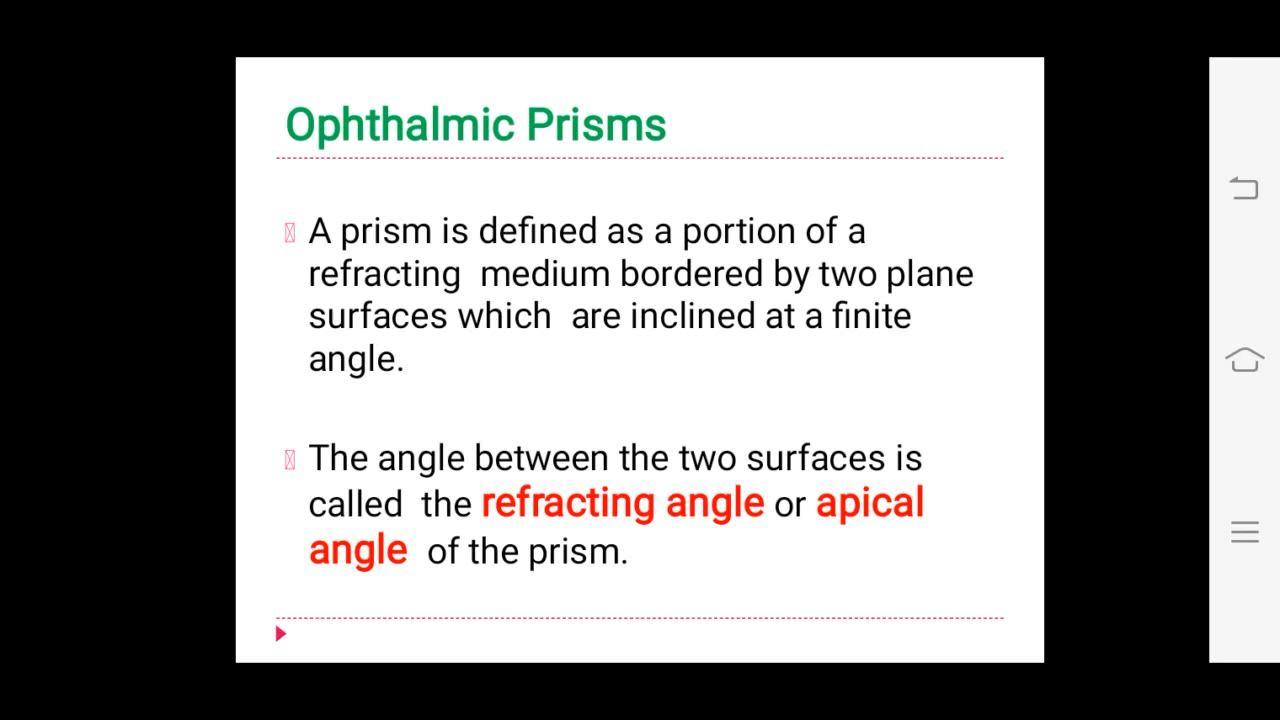 Ophthalmic Prisms
A prism is defined as a portion of a
refracting  medium bordered by two plane
surfaces which  are inclined at a finite
angle.
The angle between the two surfaces is
called  the refracting angle or apical
angle  of the prism.